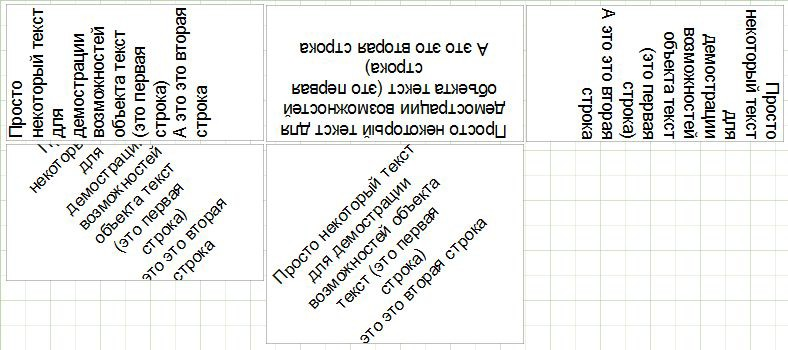 Просто
некоторый текст
для
демострации
возможностей
объекта текст
(это первая
строка)
А это это вторая
строка
Просто некоторый текст для
демострации возможностей
объекта текст (это первая
строка)
А это это вторая строка
Просто
некоторый текст
для
демострации
возможностей
объекта текст
(это первая
строка)
А это это вторая
строка
некоторы
для
демостраци
возможностей
объекта текст
(это первая
строка)
это это вторая
строка
Просто некоторый текст
для демострации
возможностей объекта
текст (это первая
строка)
это это вторая строка